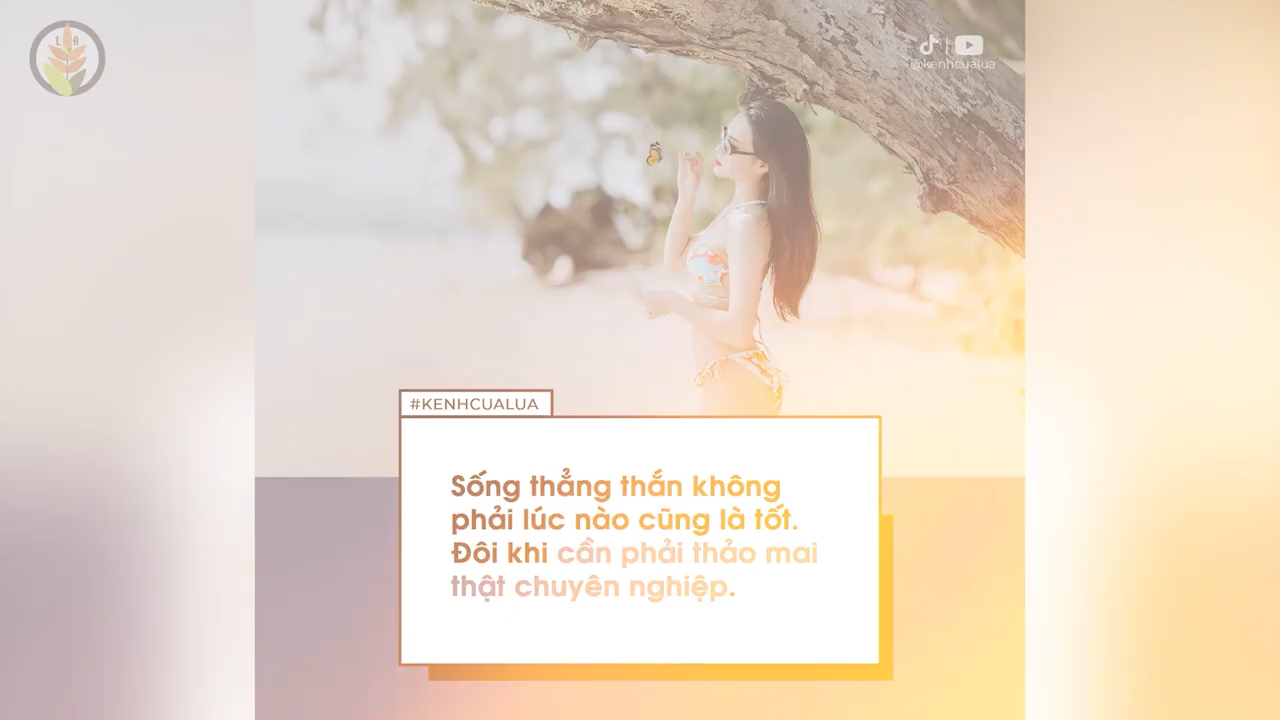 L A
@kenhcualua
#KENHCUALUA
Sống thẳng thắn không
phải lúc nào cũng là tốt.
Đôi khi cần phải thảo mai
thật chuyên nghiệp.